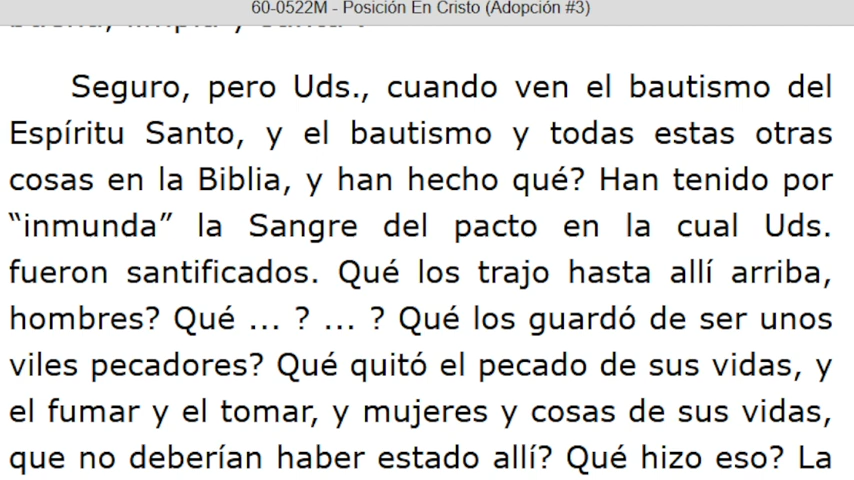 60-0522M - Posición En Cristo (Adopción #3)
Seguro, pero Uds., cuando ven el bautismo del
Espíritu Santo, y el bautismo y todas estas otras
cosas en la Biblia, y han hecho qué? Han tenido por
“inmunda” la Sangre del pacto en la cual Uds.
fueron santificados. Qué los trajo hasta allí arriba,
hombres? Qué ... ? ... ? Qué los guardó de ser unos
viles pecadores? Qué quitó el pecado de sus vidas, y
el fumar y el tomar, y mujeres y cosas de sus vidas,
que no deberían haber estado allí? Qué hizo eso? La